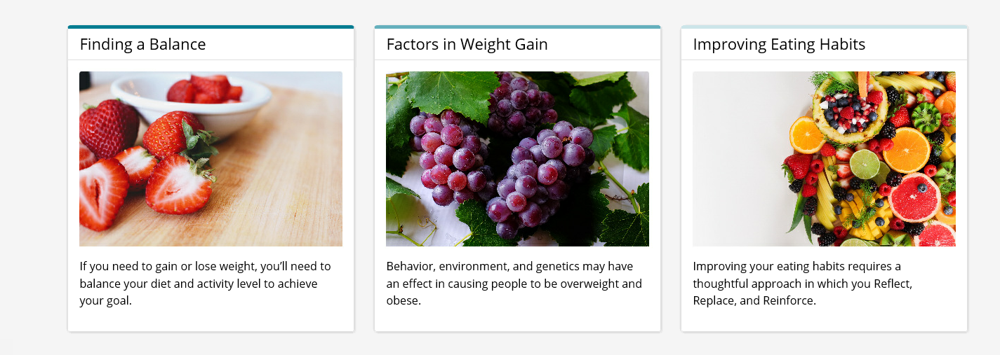 Finding a Balance
If you need to gain or lose weight, you’ll need to
balance your diet and activity level to achieve
your goal.
Factors in Weight Gain
Behavior, environment, and genetics may have
an effect in causing people to be overweight and
obese.
Improving Eating Habits
Improving your eating habits requires a
thoughtful approach in which you Reflect,
Replace, and Reinforce.